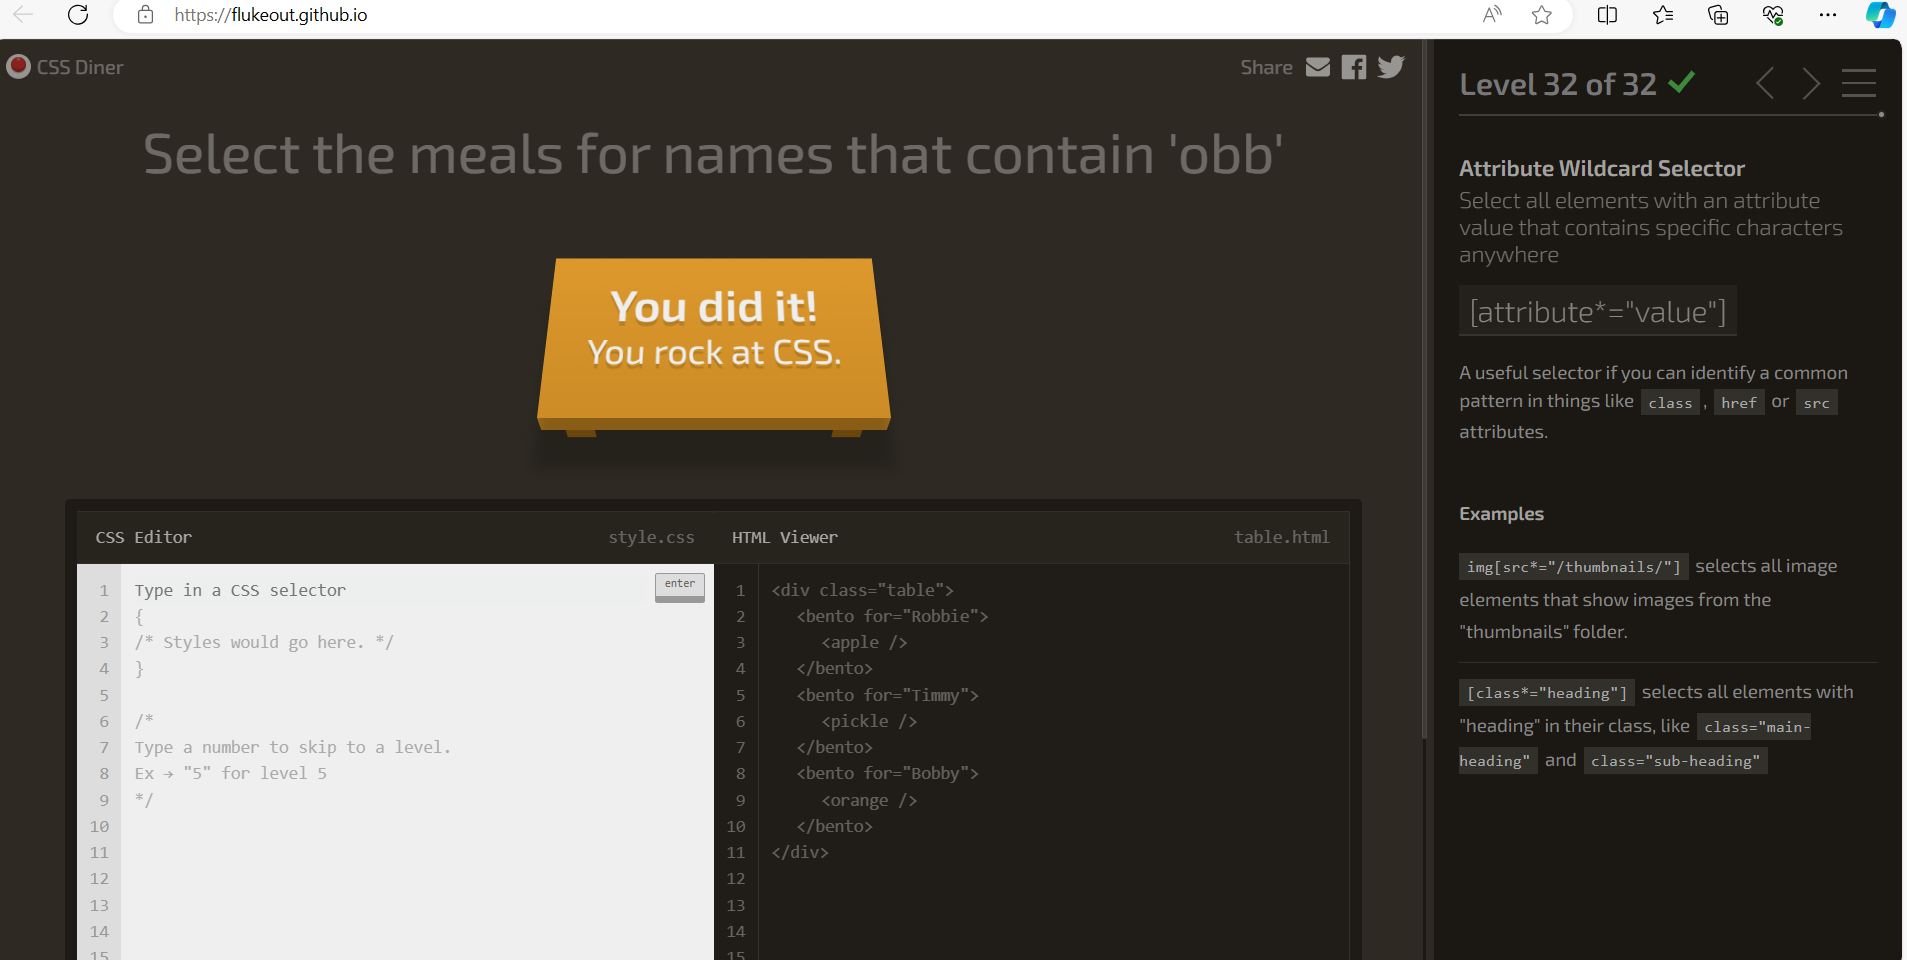 https://flukeout.github.io
CSS Diner
Share
Select the meals for names that contain 'obb'
You did it!
You rock at CSS.
CSS Editor
style.css
1 Type in a CSS selector
enter
2 {
3 /* Styles would go here. */
4 }
5
6 /*
7 Type a number to skip to a level.
8 Ex → "5" for level 5
9 */
10
11
12
13
14
15
HTML Viewer
table.html
1 <div class="table">
2 <bento for="Robbie">
3 <apple />
4 </bento>
5 <bento for="Timmy">
6 <pickle />
7 </bento>
8 <bento for="Bobby">
9 <orange />
10 </bento>
11 </div>
12
13
14
15
Level 32 of 32
Attribute Wildcard Selector
Select all elements with an attribute
value that contains specific characters
anywhere
[attribute*="value"]
A useful selector if you can identify a common
pattern in things like class , href or src
attributes.
Examples
img[src*="/thumbnails/"] selects all image
elements that show images from the
"thumbnails" folder.
[class*="heading"] selects all elements with
"heading" in their class, like class="main-
heading" and class="sub-heading"